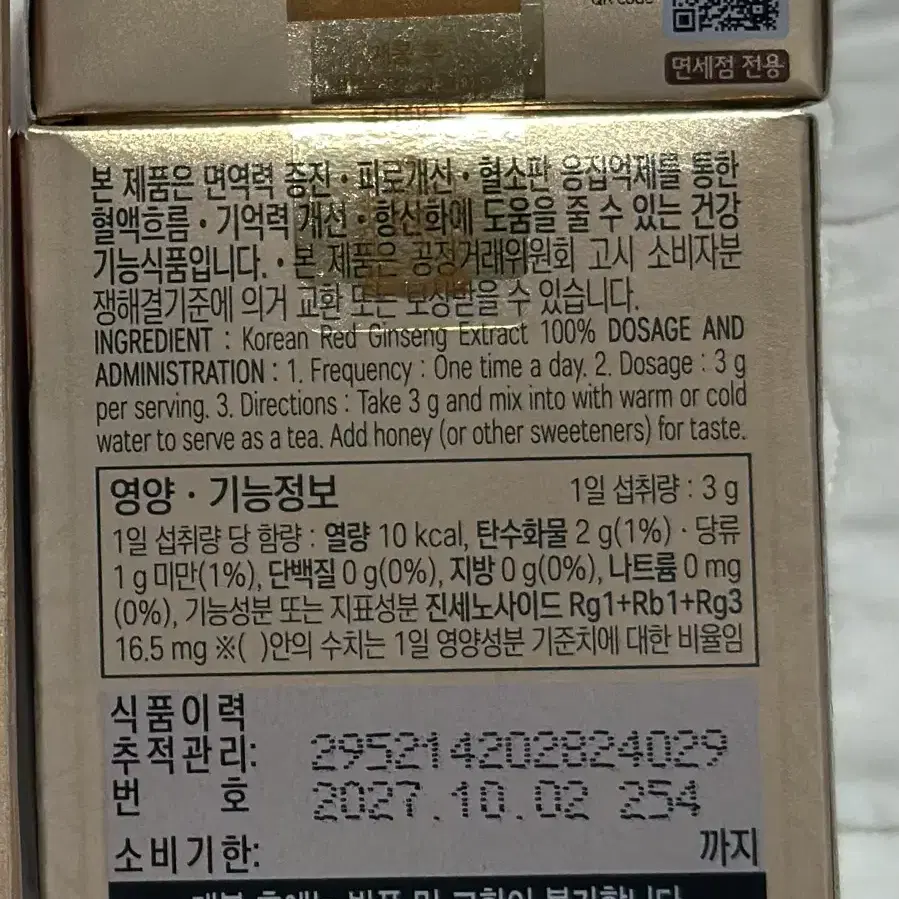 QR Code
면세점 전용
본 제품은 면역력 증진 · 피로개선 · 혈소판 응집억제를 통한
혈액흐름 · 기억력 개선 · 항산화에 도움을 줄 수 있는 건강
기능식품입니다. · 본 제품은 공정거래위원회 고시 소비자분
쟁해결기준에 의거 교환 또는 보상받을 수 있습니다.
INGREDIENT : Korean Red Ginseng Extract 100% DOSAGE AND
ADMINISTRATION : 1. Frequency : One time a day. 2. Dosage : 3 g
per serving. 3. Directions : Take 3 g and mix into with warm or cold
water to serve as a tea. Add honey (or other sweeteners) for taste.
영양 · 기능정보 1일 섭취량 : 3 g
1일 섭취량 당 함량 : 열량 10 kcal, 탄수화물 2 g(1%) · 당류
1 g 미만(1%), 단백질 0 g(0%), 지방 0 g(0%), 나트륨 0 mg
(0%), 기능성분 또는 지표성분 진세노사이드 Rg1+Rb1+Rg3
16.5 mg ※( )안의 수치는 1일 영양성분 기준치에 대한 비율임
식품이력
추적관리: 295214202824029
번 호 2027.10.02 254
소비기한: 까지